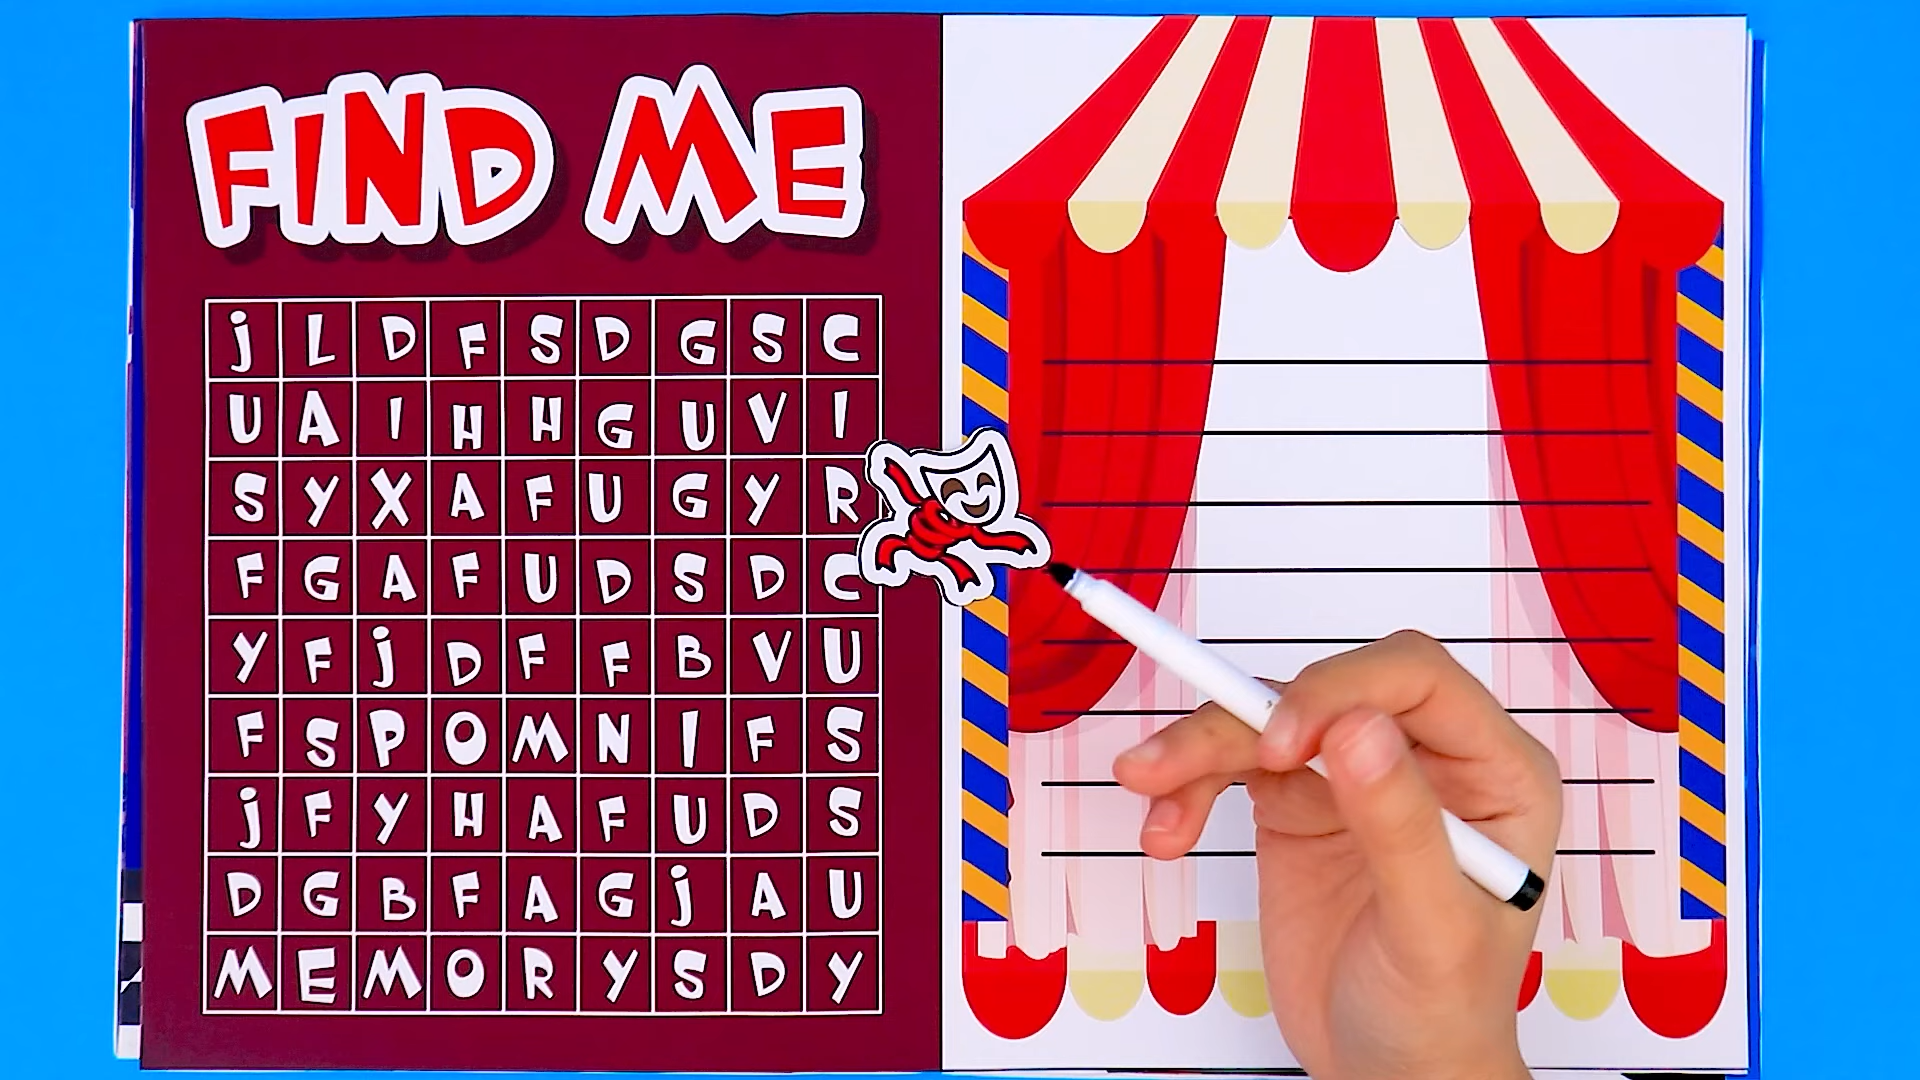 FIND ME
J L D F S D G S C
U A I H H G U V I
S Y X A F U G Y R
F G A F U D S D C
Y F J D F F B V U
F S P O M N I F S
J F Y H A F U D S
D G B F A G J A U
M E M O R Y S D Y